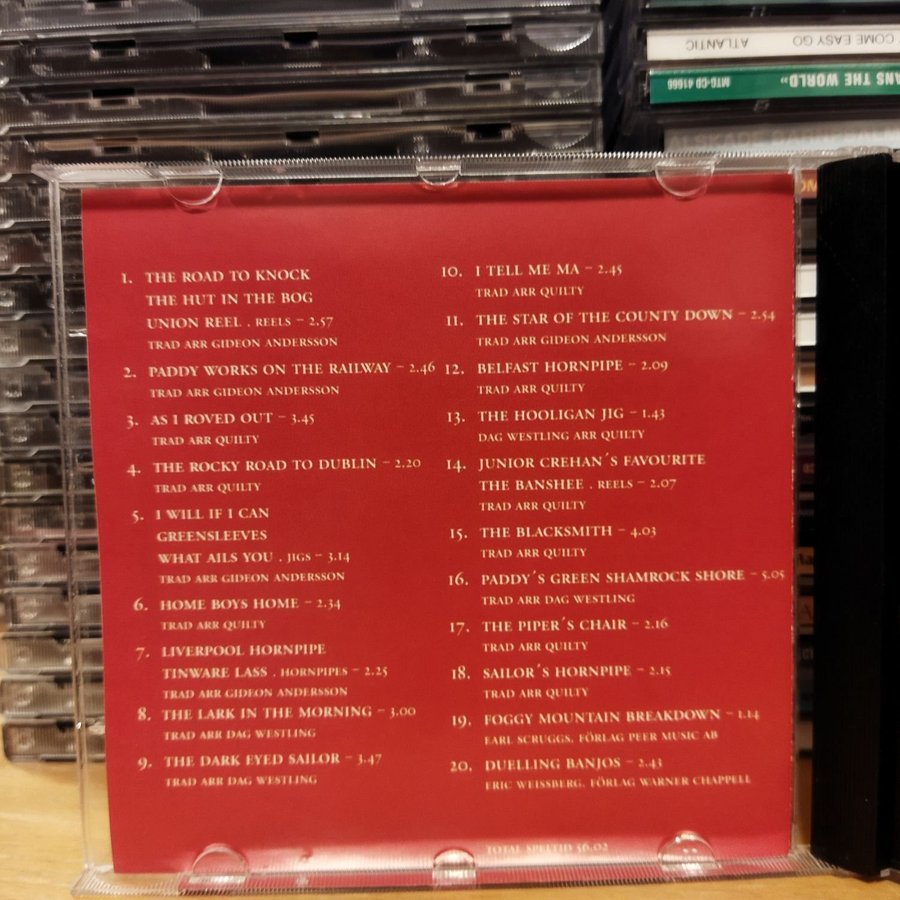 COME EASY GO
ATLANTIC
ANS THE WORLD»
MTG-CD 41666
1. THE ROAD TO KNOCK
THE HUT IN THE BOG
UNION REEL . REELS – 2.57
TRAD ARR GIDEON ANDERSSON
2. PADDY WORKS ON THE RAILWAY – 2.46
TRAD ARR GIDEON ANDERSSON
3. AS I ROVED OUT – 3.45
TRAD ARR QUILTY
4. THE ROCKY ROAD TO DUBLIN – 2.20
TRAD ARR QUILTY
5. I WILL IF I CAN
GREENSLEEVES
WHAT AILS YOU . JIGS – 3.14
TRAD ARR GIDEON ANDERSSON
6. HOME BOYS HOME – 2.34
TRAD ARR QUILTY
7. LIVERPOOL HORNPIPE
TINWARE LASS . HORNPIPES – 2.25
TRAD ARR GIDEON ANDERSSON
8. THE LARK IN THE MORNING – 3.00
TRAD ARR DAG WESTLING
9. THE DARK EYED SAILOR – 3.47
TRAD ARR DAG WESTLING
10. I TELL ME MA – 2.45
TRAD ARR QUILTY
11. THE STAR OF THE COUNTY DOWN – 2.54
TRAD ARR GIDEON ANDERSSON
12. BELFAST HORNPIPE – 2.09
TRAD ARR QUILTY
13. THE HOOLIGAN JIG – 1.43
DAG WESTLING ARR QUILTY
14. JUNIOR CREHAN´S FAVOURITE
THE BANSHEE . REELS – 2.07
TRAD ARR QUILTY
15. THE BLACKSMITH – 4.03
TRAD ARR QUILTY
16. PADDY´S GREEN SHAMROCK SHORE – 5.05
TRAD ARR DAG WESTLING
17. THE PIPER´S CHAIR – 2.16
TRAD ARR QUILTY
18. SAILOR´S HORNPIPE – 2.15
TRAD ARR QUILTY
19. FOGGY MOUNTAIN BREAKDOWN – 1.14
EARL SCRUGGS. FÖRLAG PEER MUSIC AB
20. DUELLING BANJOS – 2.43
ERIC WEISSBERG. FÖRLAG WARNER CHAPPELL
TOTAL SPELTID 56.02